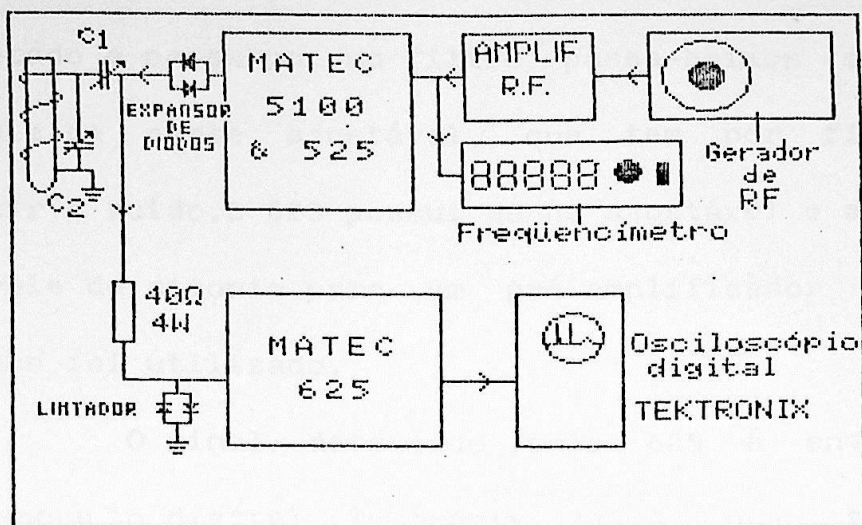 C1
MATEC
5100
& 525
AMPLIF
R.F.
EXPANSOR
DE
DIODOS
Gerador
de
RF
88888
C2
Freqüencímetro
40Ω
4W
MATEC
625
Osciloscópio
digital
TEKTRONIX
LIMTADOR